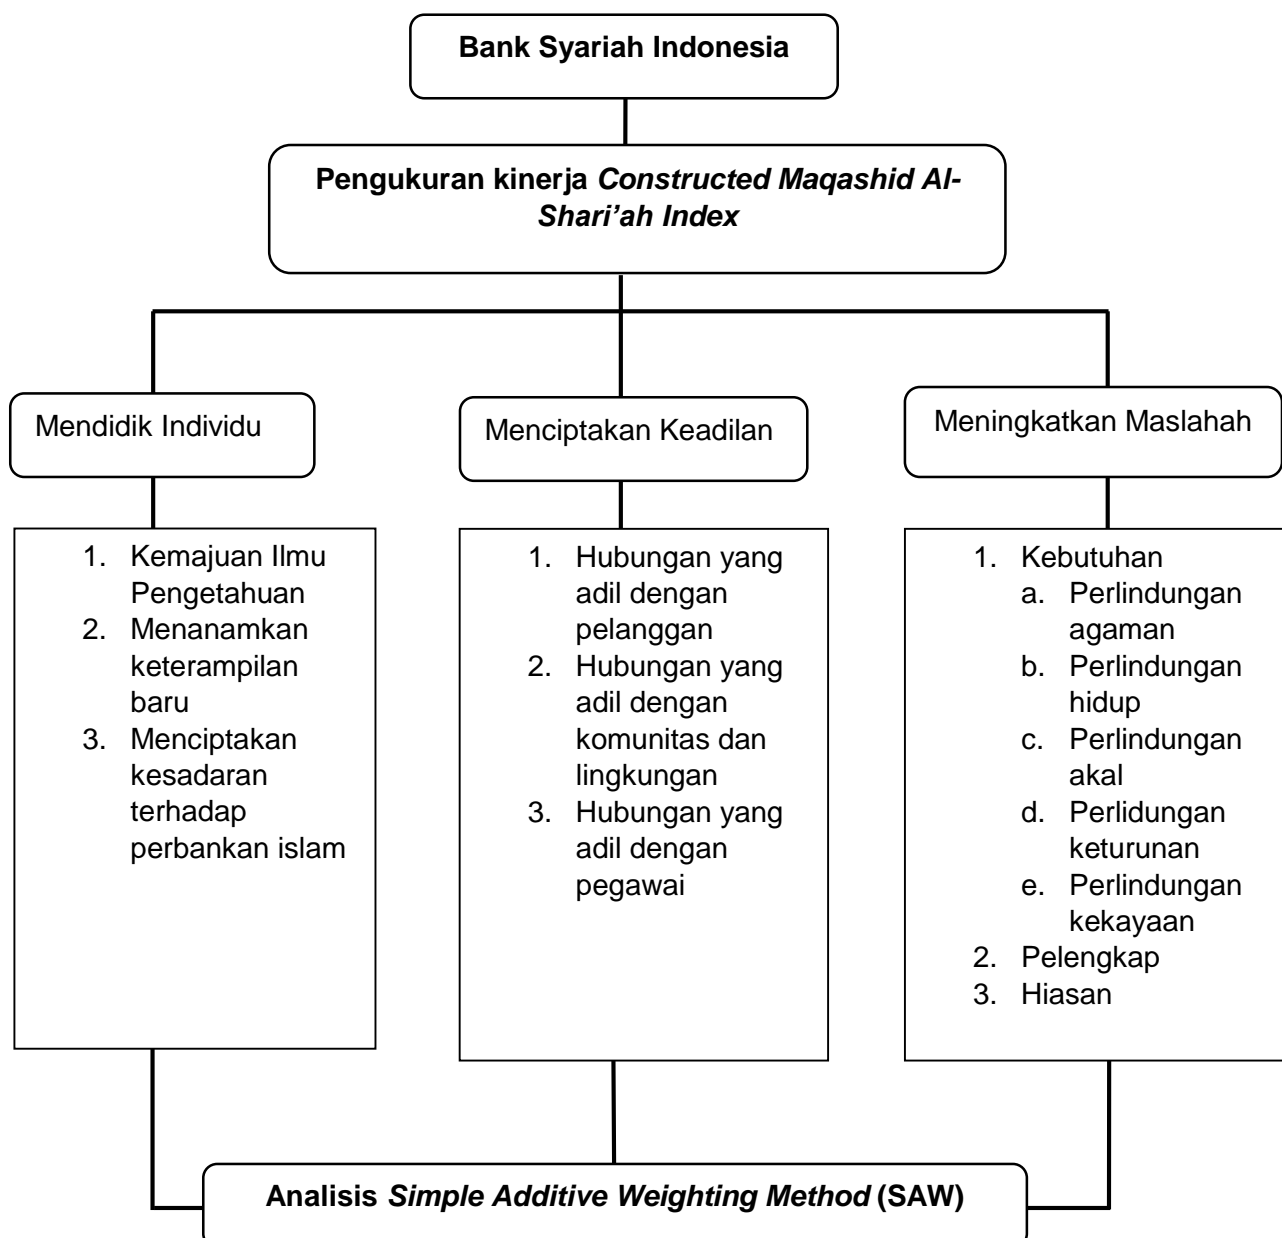 Bank Syariah Indonesia
Pengukuran kinerja Constructed Maqashid Al-
Shari’ah Index
Mendidik Individu
Menciptakan Keadilan
Meningkatkan Maslahah
1. Kemajuan Ilmu
Pengetahuan
2. Menanamkan
keterampilan
baru
3. Menciptakan
kesadaran
terhadap
perbankan islam
1. Hubungan yang
adil dengan
pelanggan
2. Hubungan yang
adil dengan
komunitas dan
lingkungan
3. Hubungan yang
adil dengan
pegawai
1. Kebutuhan
a. Perlindungan
agaman
b. Perlindungan
hidup
c. Perlindungan
akal
d. Perlidungan
keturunan
e. Perlindungan
kekayaan
2. Pelengkap
3. Hiasan
Analisis Simple Additive Weighting Method (SAW)